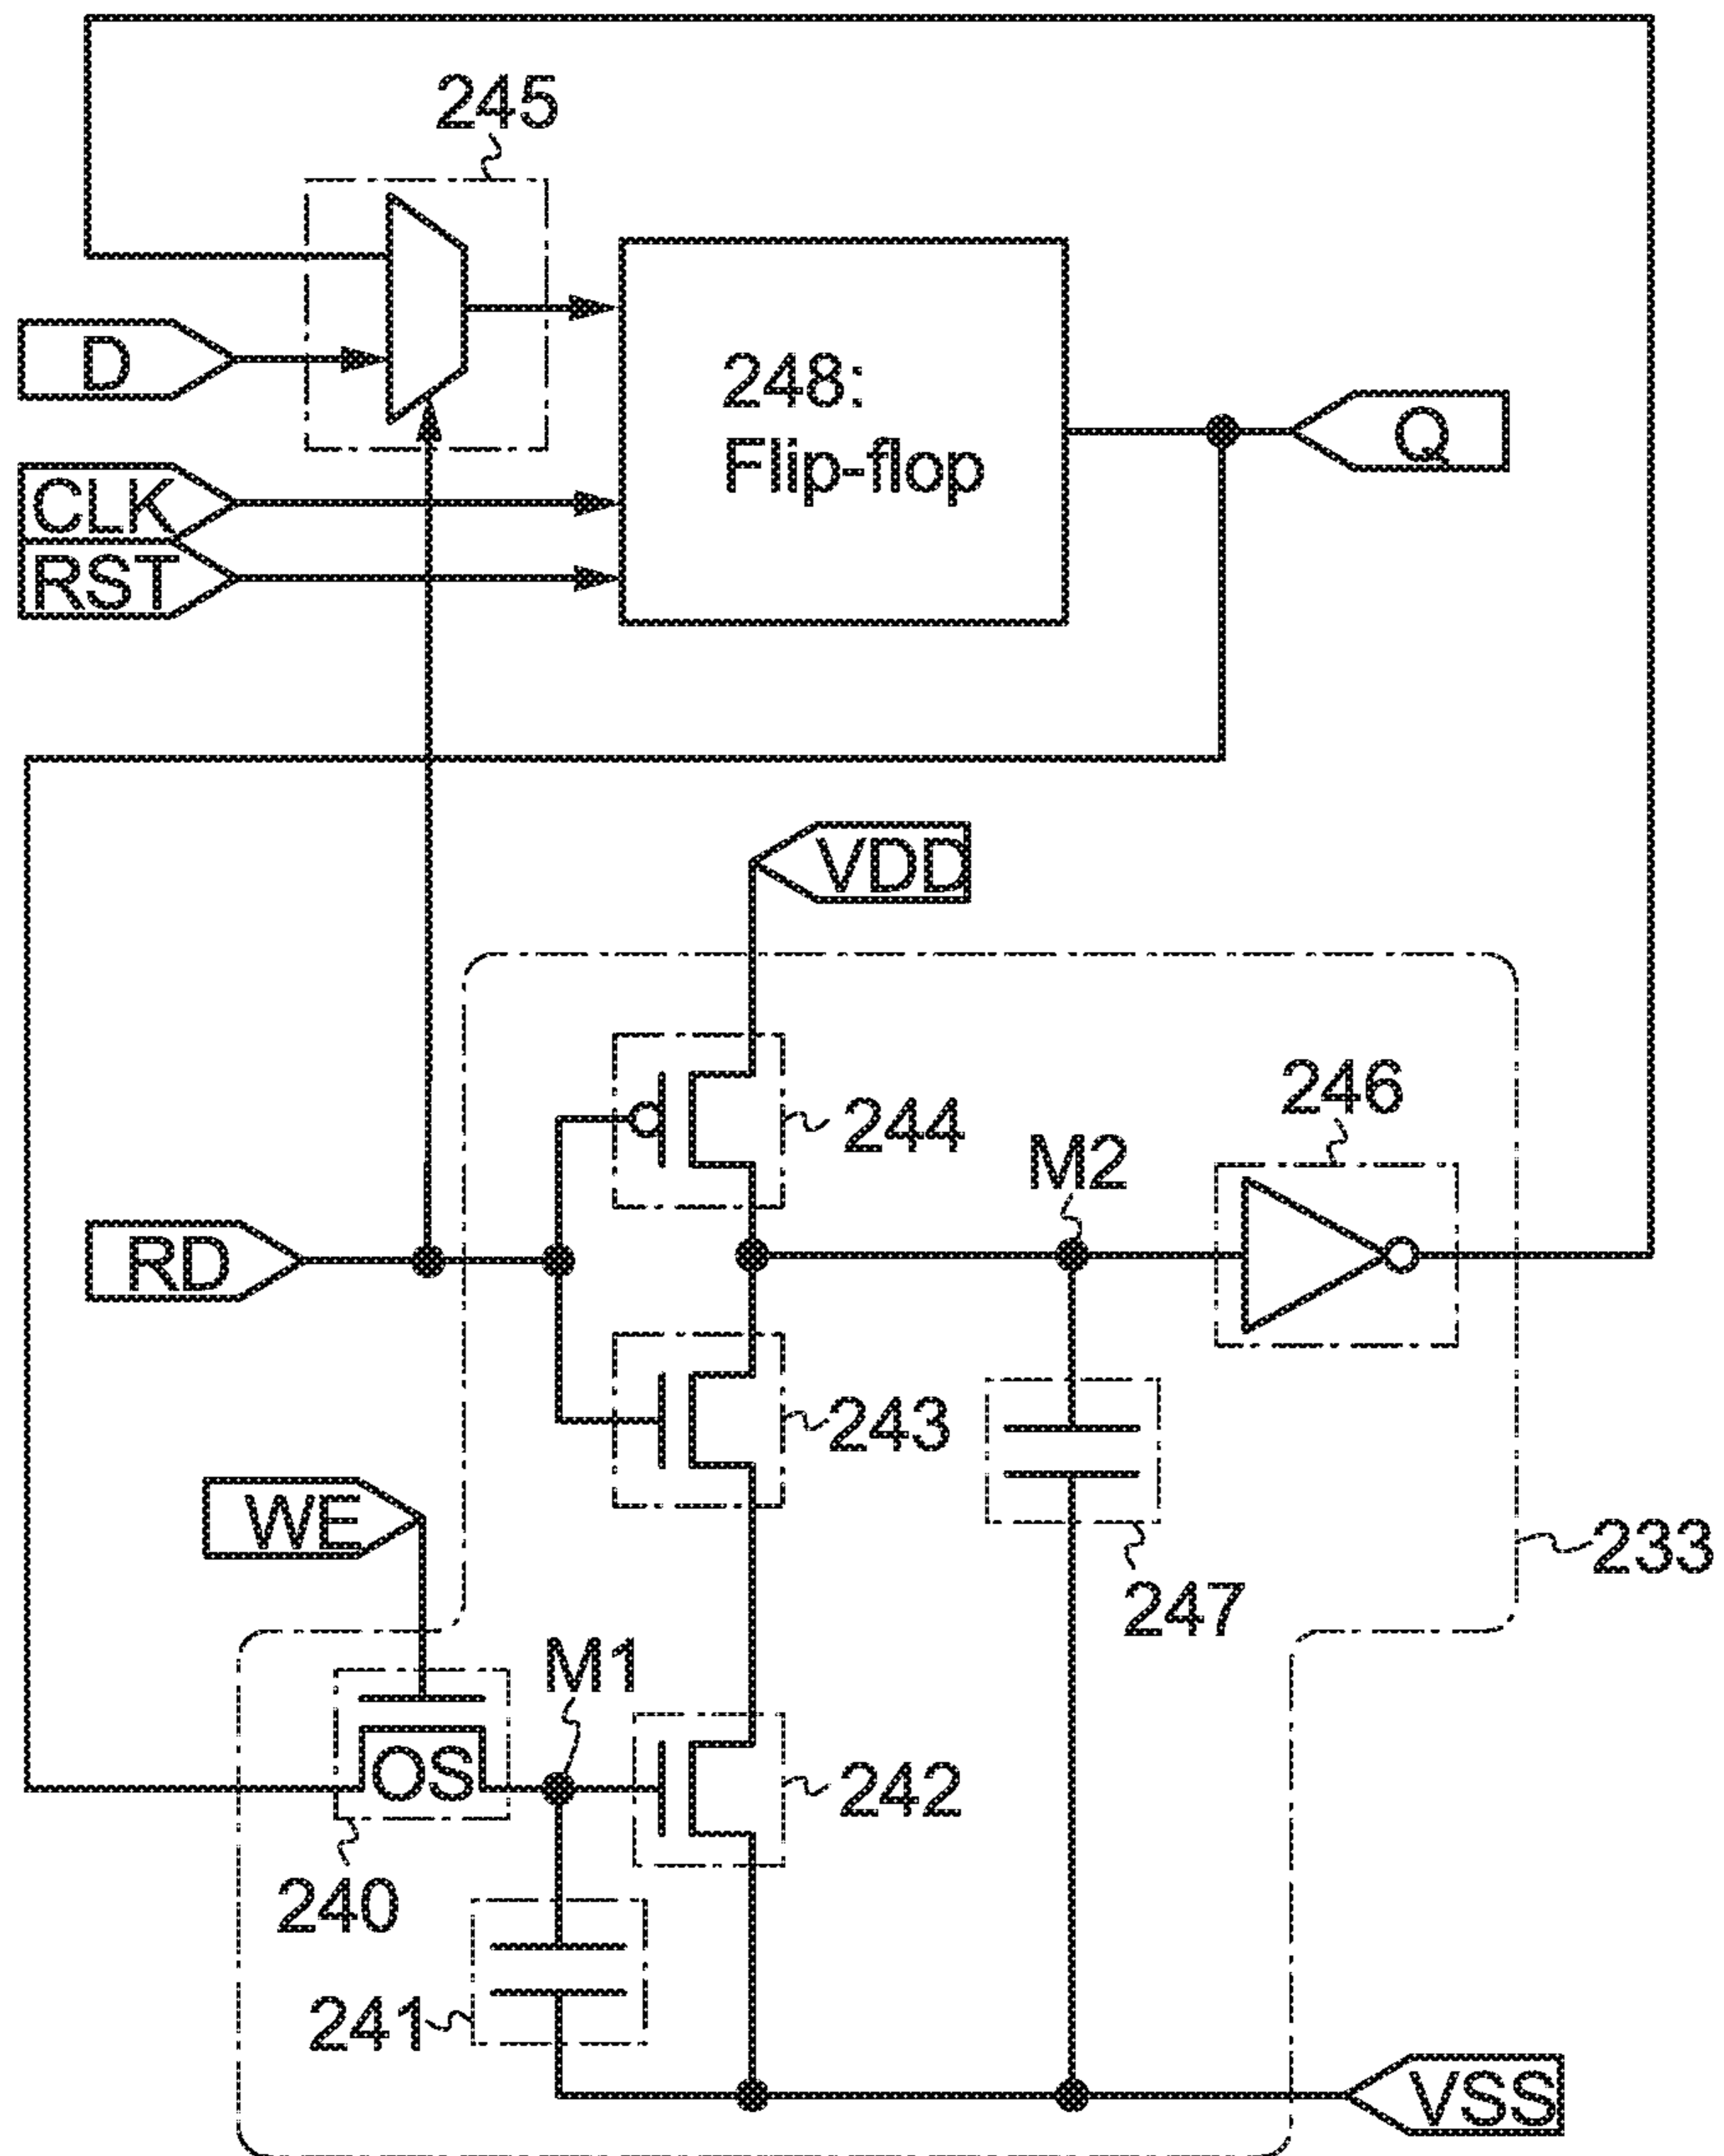 245
D
248:
Flip-flop
Q
CLK
RST
VDD
244
246
M2
RD
243
WE
247
233
M1
OS
242
240
241
VSS